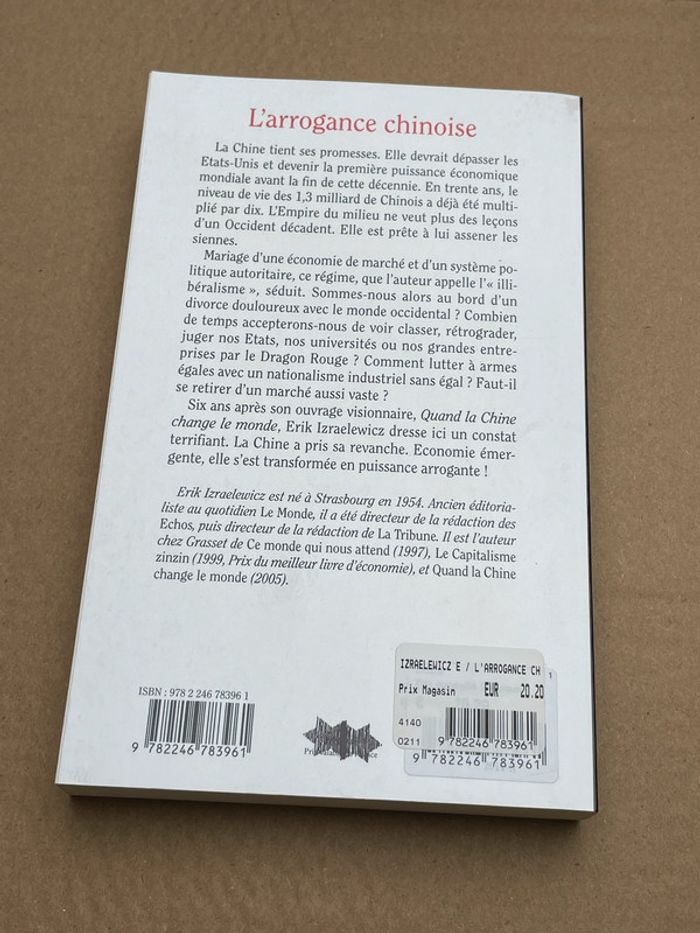 L'arrogance chinoise
La Chine tient ses promesses. Elle devrait dépasser les
Etats-Unis et devenir la première puissance économique
mondiale avant la fin de cette décennie. En trente ans, le
niveau de vie des 1,3 milliard de Chinois a déjà été multi-
plié par dix. L'Empire du milieu ne veut plus des leçons
d'un Occident décadent. Elle est prête à lui assener les
siennes.
Mariage d'une économie de marché et d'un système po-
litique autoritaire, ce régime, que l'auteur appelle l'« illi-
béralisme », séduit. Sommes-nous alors au bord d'un
divorce douloureux avec le monde occidental ? Combien
de temps accepterons-nous de voir classer, rétrograder,
juger nos Etats, nos universités ou nos grandes entre-
prises par le Dragon Rouge ? Comment lutter à armes
égales avec un nationalisme industriel sans égal ? Faut-il
se retirer d'un marché aussi vaste ?
Six ans après son ouvrage visionnaire, Quand la Chine
change le monde, Erik Izraelewicz dresse ici un constat
terrifiant. La Chine a pris sa revanche. Economie émer-
gente, elle s'est transformée en puissance arrogante !
Erik Izraelewicz est né à Strasbourg en 1954. Ancien éditoria-
liste au quotidien Le Monde, il a été directeur de la rédaction des
Echos, puis directeur de la rédaction de La Tribune. Il est l'auteur
chez Grasset de Ce monde qui nous attend (1997), Le Capitalisme
zinzin (1999, Prix du meilleur livre d'économie), et Quand la Chine
change le monde (2005).
ISBN : 978 2 246 78396 1
9 782246 783961
IZRAELEWICZ E / L'ARROGANCE CH
1
Prix Magasin EUR 20.20
4140
0211
9 782246 783961
9 782246 783961